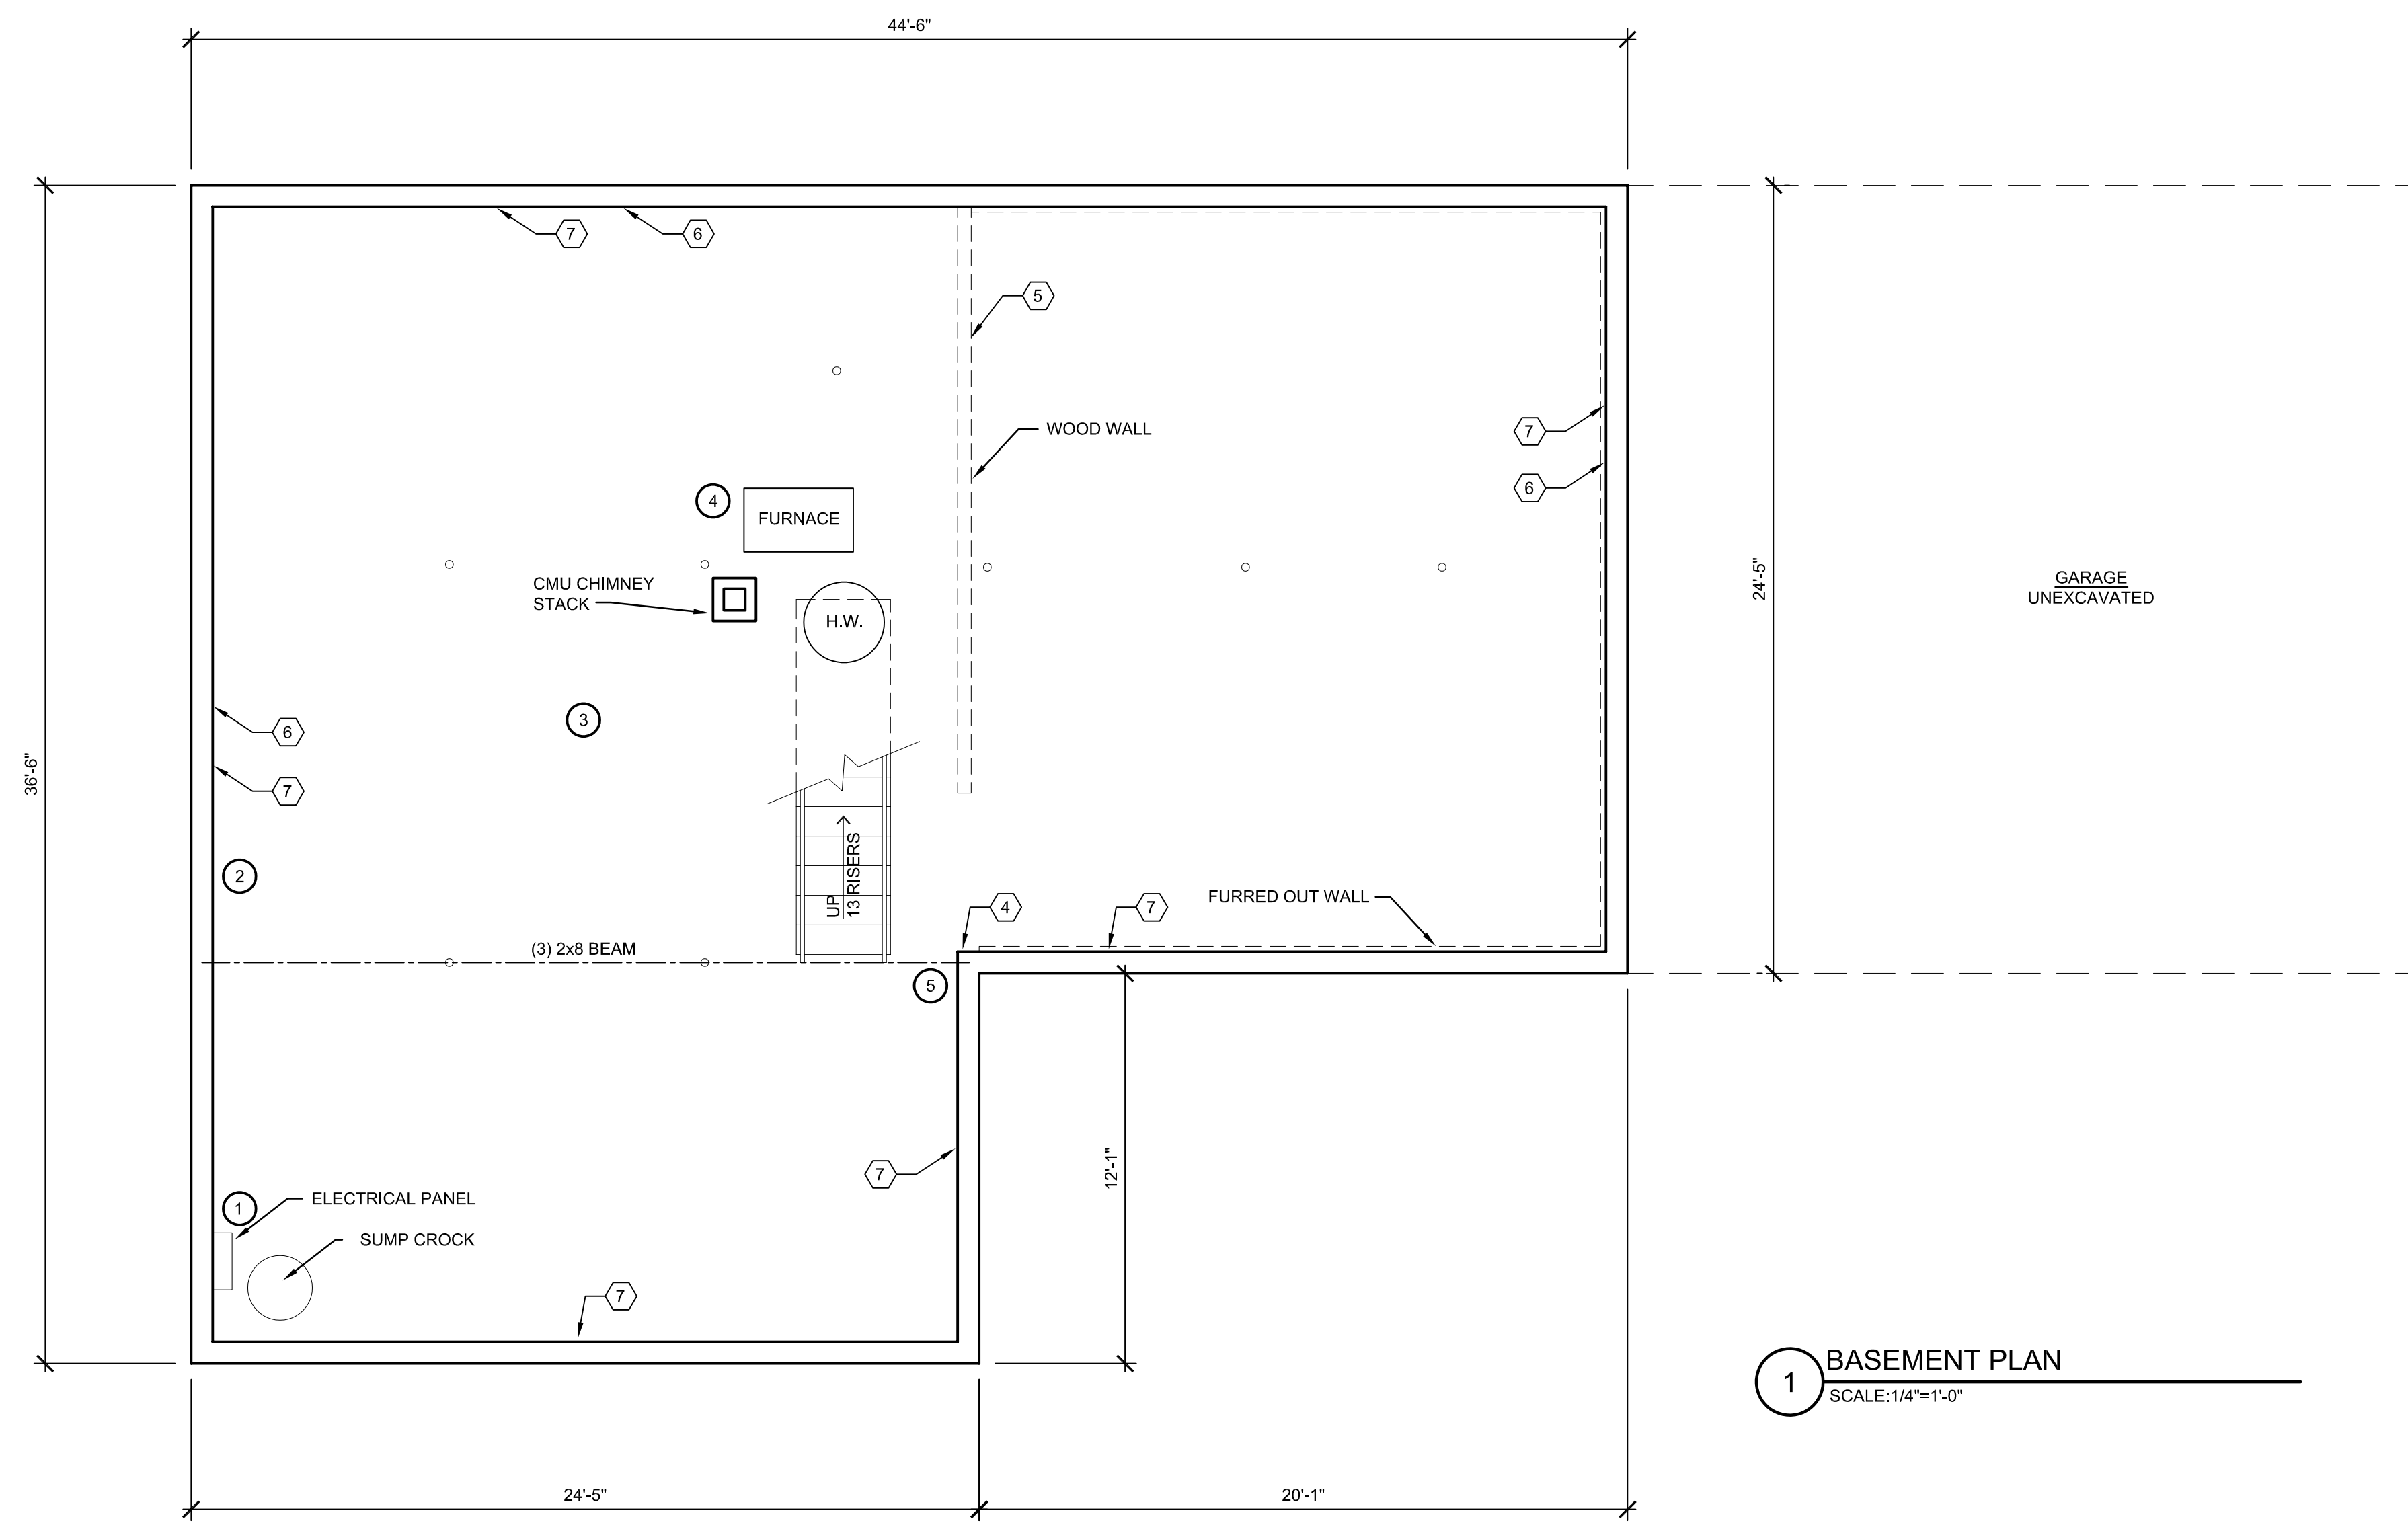 44'-6"
7
6
5
WOOD WALL
7
6
4
FURNACE
CMU CHIMNEY
STACK
H.W.
24'-5"
GARAGE
UNEXCAVATED
3
6
7
36'-6"
2
UP
13 RISERS
4
7
FURRED OUT WALL
(3) 2x8 BEAM
5
7
12'-1"
1
ELECTRICAL PANEL
SUMP CROCK
7
1
BASEMENT PLAN
SCALE:1/4"=1'-0"
24'-5"
20'-1"